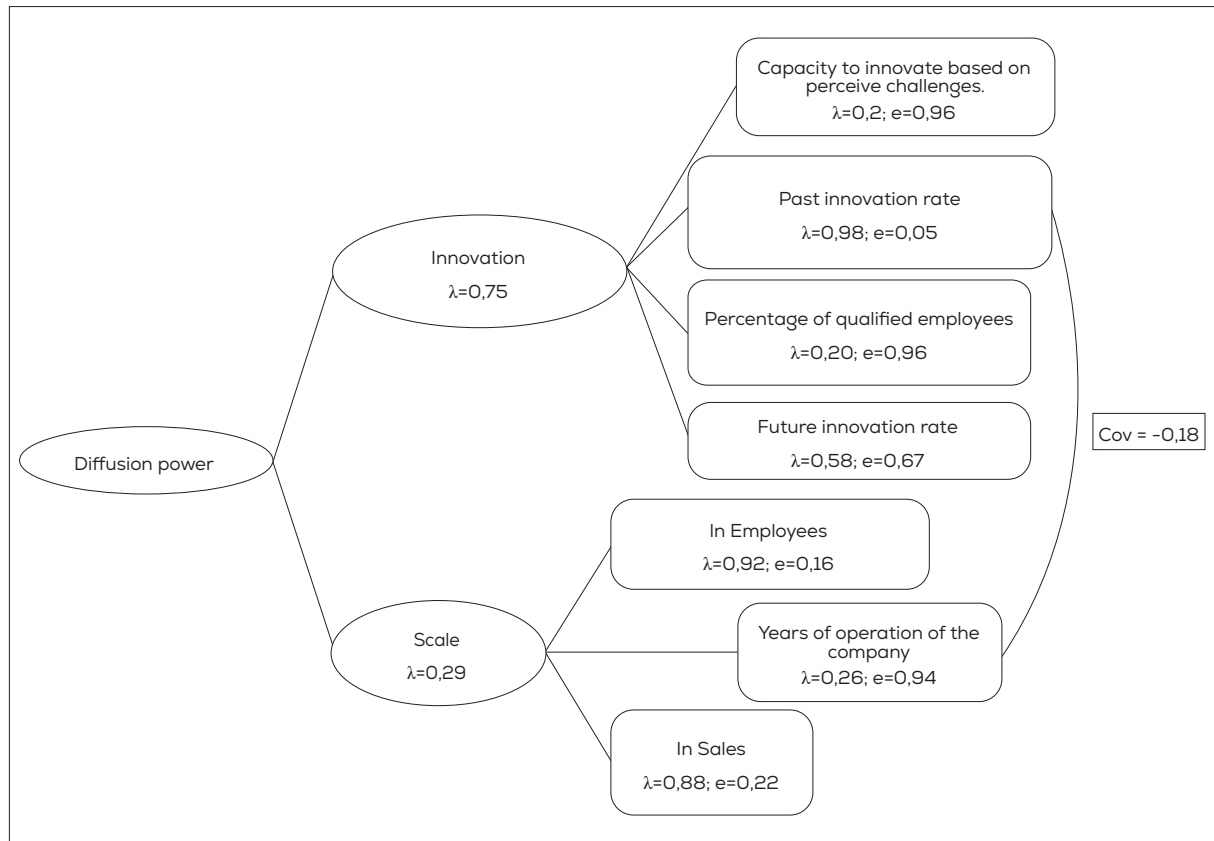 Capacity to innovate based on
perceive challenges.
λ=0,2; e=0,96
Past innovation rate
λ=0,98; e=0,05
Innovation
λ=0,75
Percentage of qualified employees
λ=0,20; e=0,96
Future innovation rate
λ=0,58; e=0,67
Cov = -0,18
Diffusion power
In Employees
λ=0,92; e=0,16
Scale
λ=0,29
Years of operation of the
company
λ=0,26; e=0,94
In Sales
λ=0,88; e=0,22